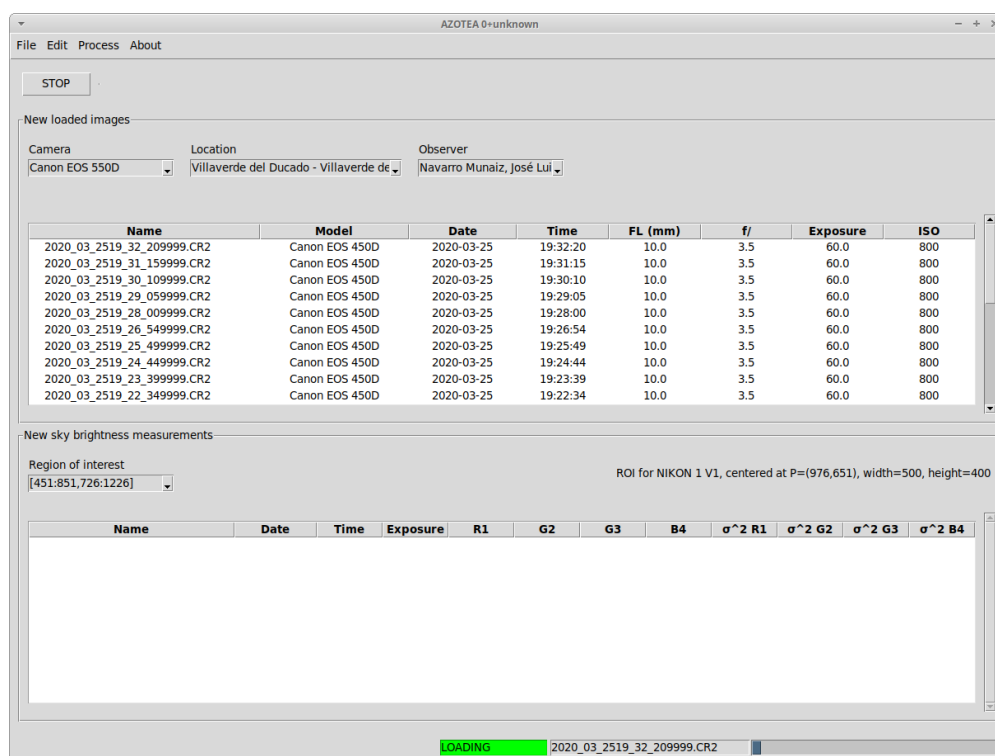 AZOTEA 0+unknown
File Edit Process About
STOP
New loaded images
Camera Location Observer
Canon EOS 550D Villaverde del Ducado - Villaverde de Navarro Munaiz, José Lui
Name Model Date Time FL (mm) f/ Exposure ISO
2020_03_2519_32_209999.CR2 Canon EOS 450D 2020-03-25 19:32:20 10.0 3.5 60.0 800
2020_03_2519_31_159999.CR2 Canon EOS 450D 2020-03-25 19:31:15 10.0 3.5 60.0 800
2020_03_2519_30_109999.CR2 Canon EOS 450D 2020-03-25 19:30:10 10.0 3.5 60.0 800
2020_03_2519_29_059999.CR2 Canon EOS 450D 2020-03-25 19:29:05 10.0 3.5 60.0 800
2020_03_2519_28_009999.CR2 Canon EOS 450D 2020-03-25 19:28:00 10.0 3.5 60.0 800
2020_03_2519_26_549999.CR2 Canon EOS 450D 2020-03-25 19:26:54 10.0 3.5 60.0 800
2020_03_2519_25_499999.CR2 Canon EOS 450D 2020-03-25 19:25:49 10.0 3.5 60.0 800
2020_03_2519_24_449999.CR2 Canon EOS 450D 2020-03-25 19:24:44 10.0 3.5 60.0 800
2020_03_2519_23_399999.CR2 Canon EOS 450D 2020-03-25 19:23:39 10.0 3.5 60.0 800
2020_03_2519_22_349999.CR2 Canon EOS 450D 2020-03-25 19:22:34 10.0 3.5 60.0 800
New sky brightness measurements
Region of interest
[451:851,726:1226] ROI for NIKON 1 V1, centered at P=(976,651), width=500, height=400
Name Date Time Exposure R1 G2 G3 B4 σ^2 R1 σ^2 G2 σ^2 G3 σ^2 B4
LOADING 2020_03_2519_32_209999.CR2